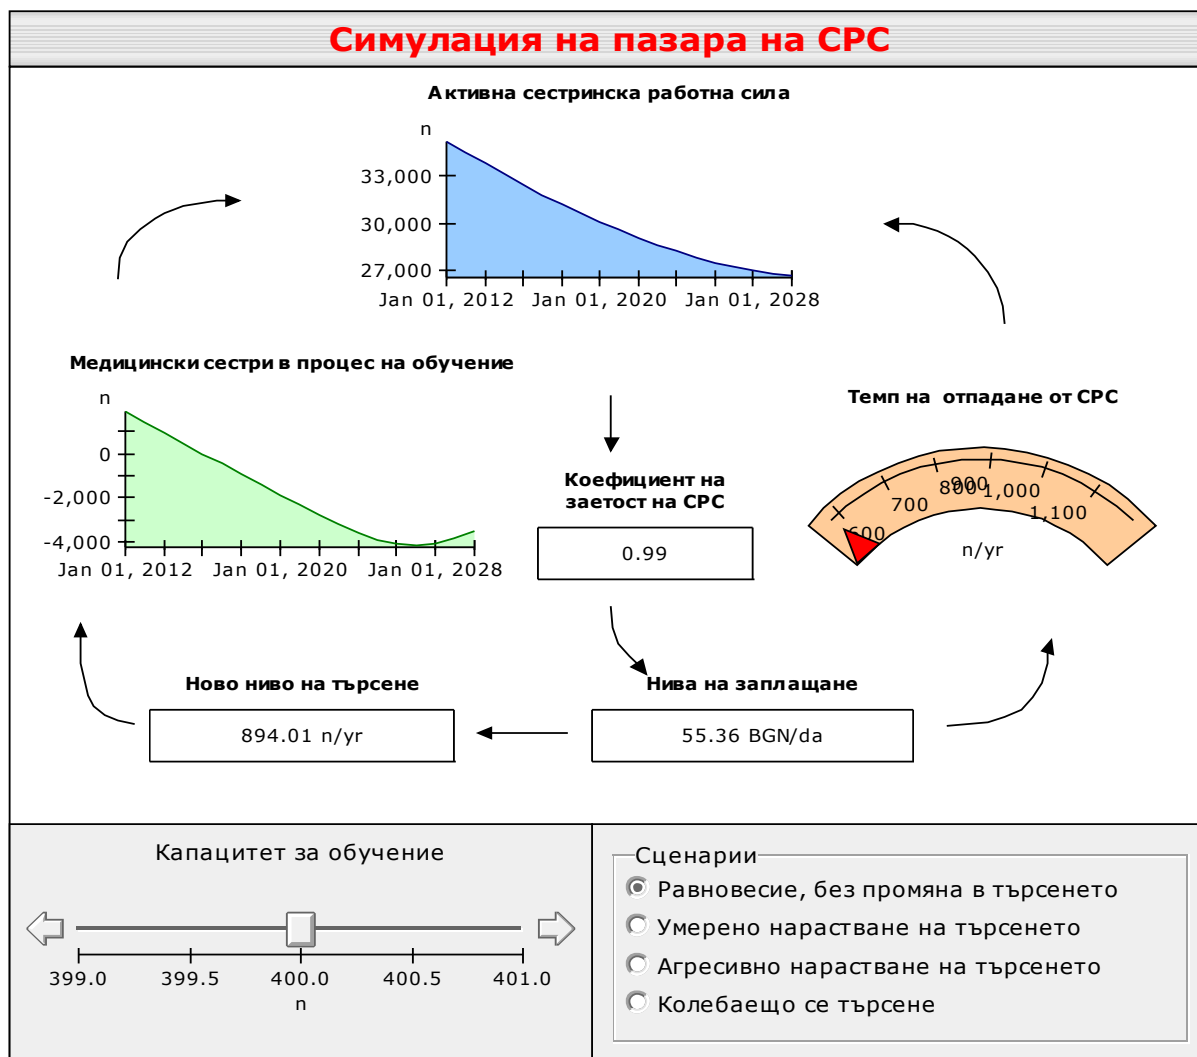 Симулация на пазара на СРС
Активна сестринска работна сила
n
33,000
30,000
27,000
Jan 01, 2012 Jan 01, 2020 Jan 01, 2028
Медицински сестри в процес на обучение
n
0
-2,000
-4,000
Jan 01, 2012 Jan 01, 2020 Jan 01, 2028
Темп на отпадане от СРС
600 700 800 900 1,000 1,100
n/yr
Коефициент на
заетост на СРС
0.99
Ново ниво на търсене
894.01 n/yr
Нива на заплащане
55.36 BGN/da
Капацитет за обучение
399.0 399.5 400.0 400.5 401.0
n
Сценарии
Равновесие, без промяна в търсенето
Умерено нарастване на търсенето
Агресивно нарастване на търсенето
Колебаещо се търсене